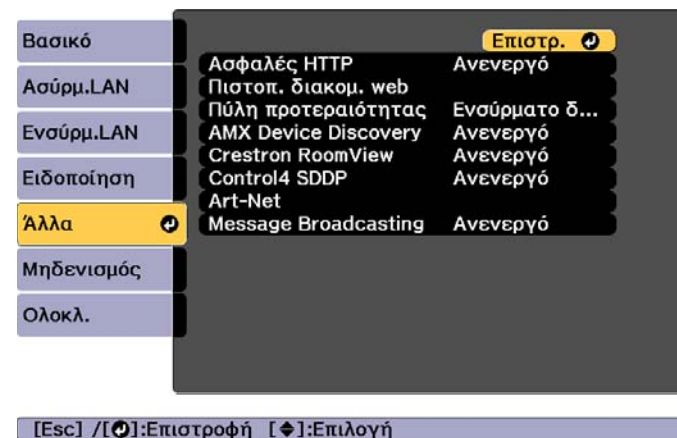 Βασικό
Ασύρμ.LAN
Ενσύρμ.LAN
Ειδοποίηση
Άλλα
Μηδενισμός
Ολοκλ.
Επιστρ.
Ασφαλές HTTP Ανενεργό
Πιστοπ. διακομ. web
Πύλη προτεραιότητας Ενσύρματο δ...
AMX Device Discovery Ανενεργό
Crestron RoomView Ανενεργό
Control4 SDDP Ανενεργό
Art-Net
Message Broadcasting Ανενεργό
[Esc] /[]:Επιστροφή []:Επιλογή